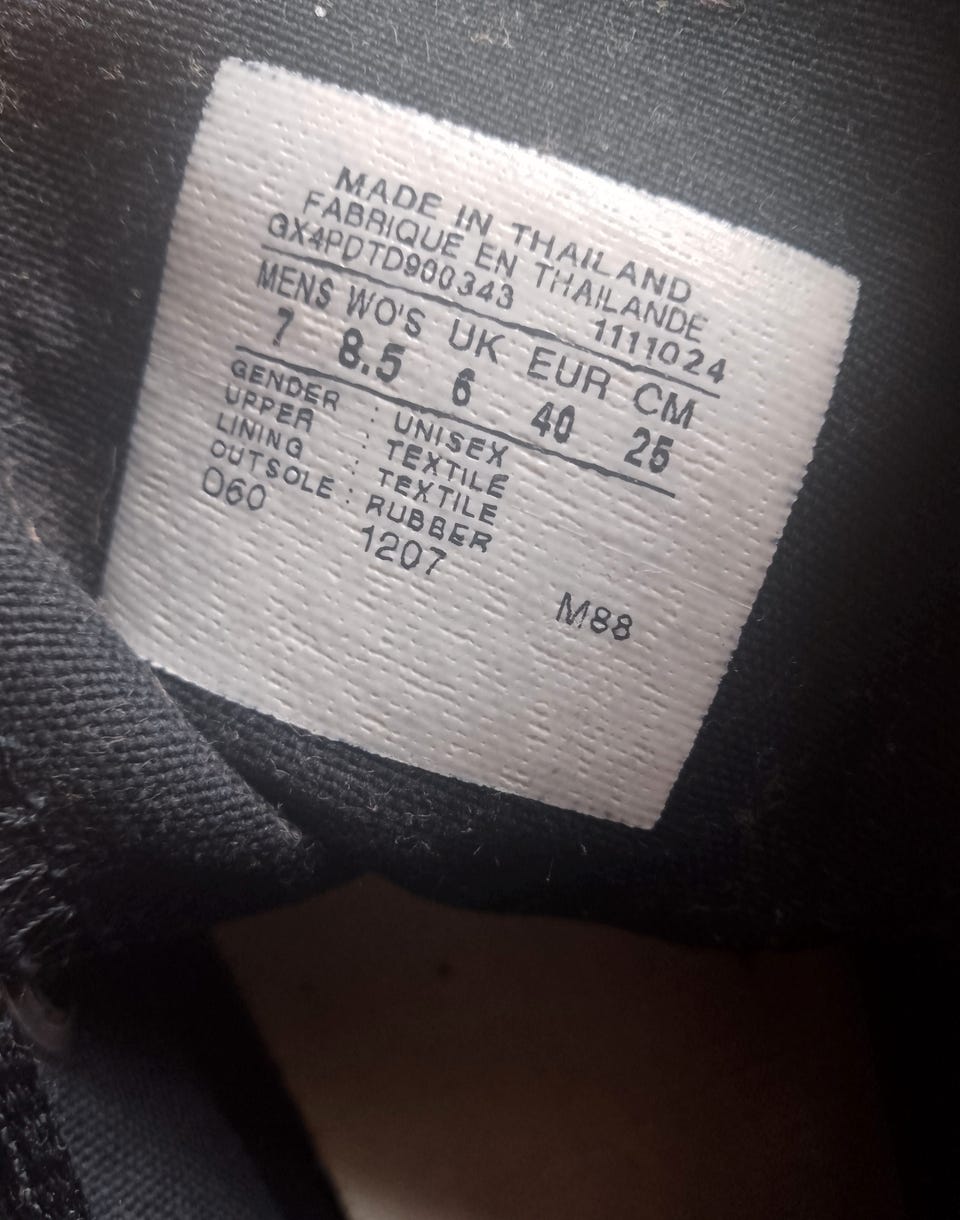 MADE IN THAILAND
FABRIQUE EN THAILANDE
GX4PDTD900343 1111024
MENS WO'S UK EUR CM
7 8.5 6 40 25
GENDER : UNISEX
UPPER : TEXTILE
LINING : TEXTILE
OUTSOLE : RUBBER
060 1207 M88